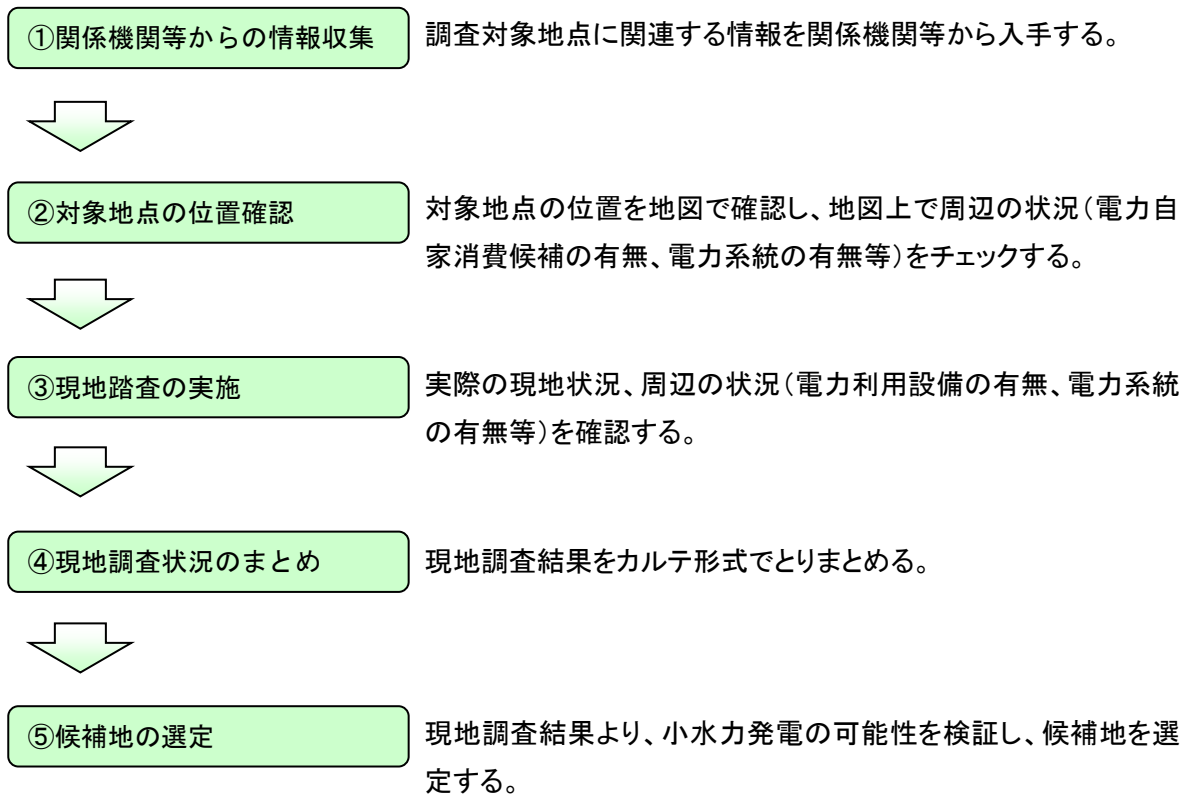 ①関係機関等からの情報収集
調査対象地点に関連する情報を関係機関等から入手する。
②対象地点の位置確認
対象地点の位置を地図で確認し、地図上で周辺の状況(電力自
家消費候補の有無、電力系統の有無等)をチェックする。
③現地踏査の実施
実際の現地状況、周辺の状況(電力利用設備の有無、電力系統
の有無等)を確認する。
④現地調査状況のまとめ
現地調査結果をカルテ形式でとりまとめる。
⑤候補地の選定
現地調査結果より、小水力発電の可能性を検証し、候補地を選
定する。